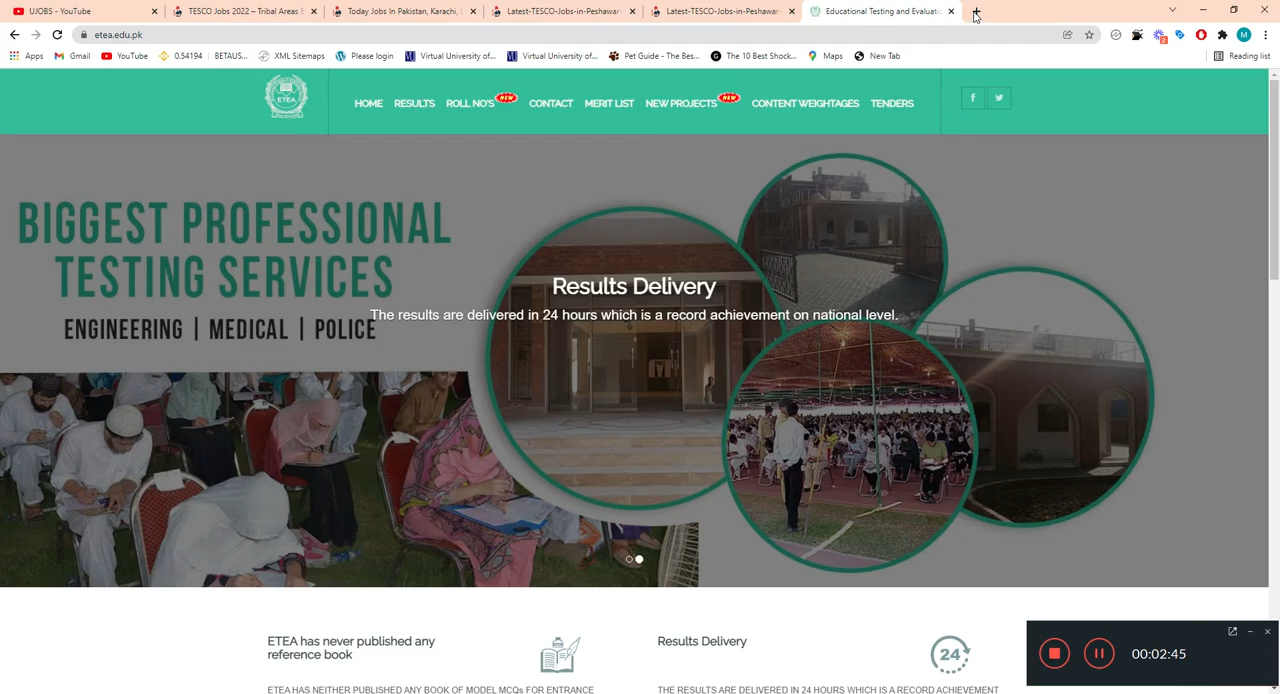 UJOBS - YouTube
TESCO Jobs 2022 – Tribal Areas E
Today Jobs In Pakistan, Karachi, L
Latest-TESCO-Jobs-in-Peshawar-
Latest-TESCO-Jobs-in-Peshawar-
Educational Testing and Evaluati
etea.edu.pk
Apps
Gmail
YouTube
0.54194 | BETAUS...
XML Sitemaps
Please login
Virtual University of...
Virtual University of...
Pet Guide - The Bes...
The 10 Best Shock...
Maps
New Tab
Reading list
ETEA
HOME
RESULTS
ROLL NO'S NEW
CONTACT
MERIT LIST
NEW PROJECTS NEW
CONTENT WEIGHTAGES
TENDERS
BIGGEST PROFESSIONAL
TESTING SERVICES
ENGINEERING | MEDICAL | POLICE
Results Delivery
The results are delivered in 24 hours which is a record achievement on national level.
ETEA has never published any
reference book
ETEA HAS NEITHER PUBLISHED ANY BOOK OF MODEL MCQs FOR ENTRANCE
Results Delivery
24
THE RESULTS ARE DELIVERED IN 24 HOURS WHICH IS A RECORD ACHIEVEMENT
00:02:45